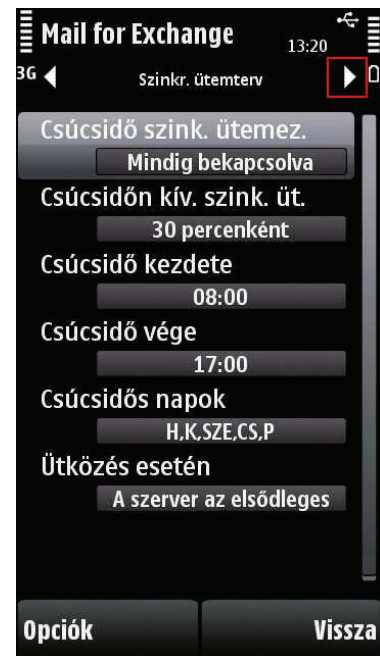 Mail for Exchange
13:20
3G
Szinkr. ütemterv
Csúcsidő szink. ütemez.
Mindig bekapcsolva
Csúcsidőn kív. szink. üt.
30 percenként
Csúcsidő kezdete
08:00
Csúcsidő vége
17:00
Csúcsidős napok
H,K,SZE,CS,P
Ütközés esetén
A szerver az elsődleges
Opciók
Vissza